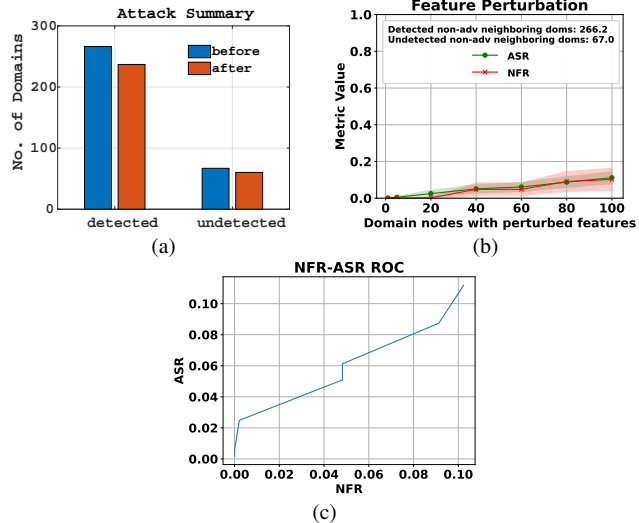 Attack Summary
No. of Domains
300
200
100
0
before
after
detected
undetected
(a)
Feature Perturbation
Metric Value
1.0
0.8
0.6
0.4
0.2
0.0
Detected non-adv neighboring doms: 266.2
Undetected non-adv neighboring doms: 67.0
ASR
NFR
0 20 40 60 80 100
Domain nodes with perturbed features
(b)
NFR-ASR ROC
ASR
0.10
0.08
0.06
0.04
0.02
0.00
0.00 0.02 0.04 0.06 0.08 0.10
NFR
(c)